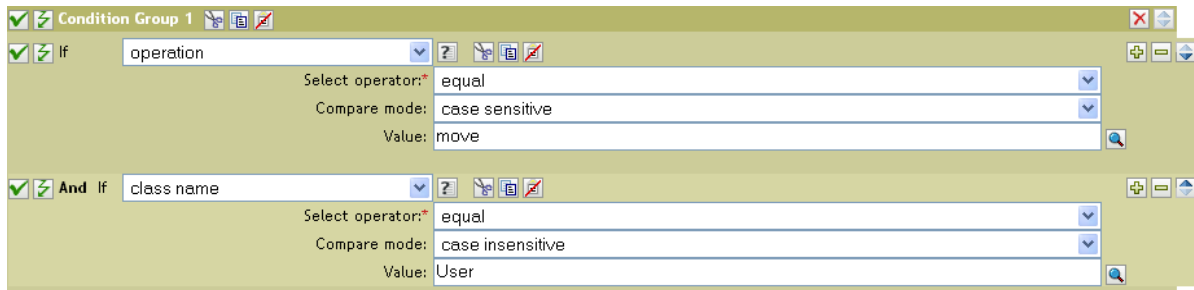 Condition Group 1
If operation ?
Select operator:* equal
Compare mode: case sensitive
Value: move
And If class name ?
Select operator:* equal
Compare mode: case insensitive
Value: User